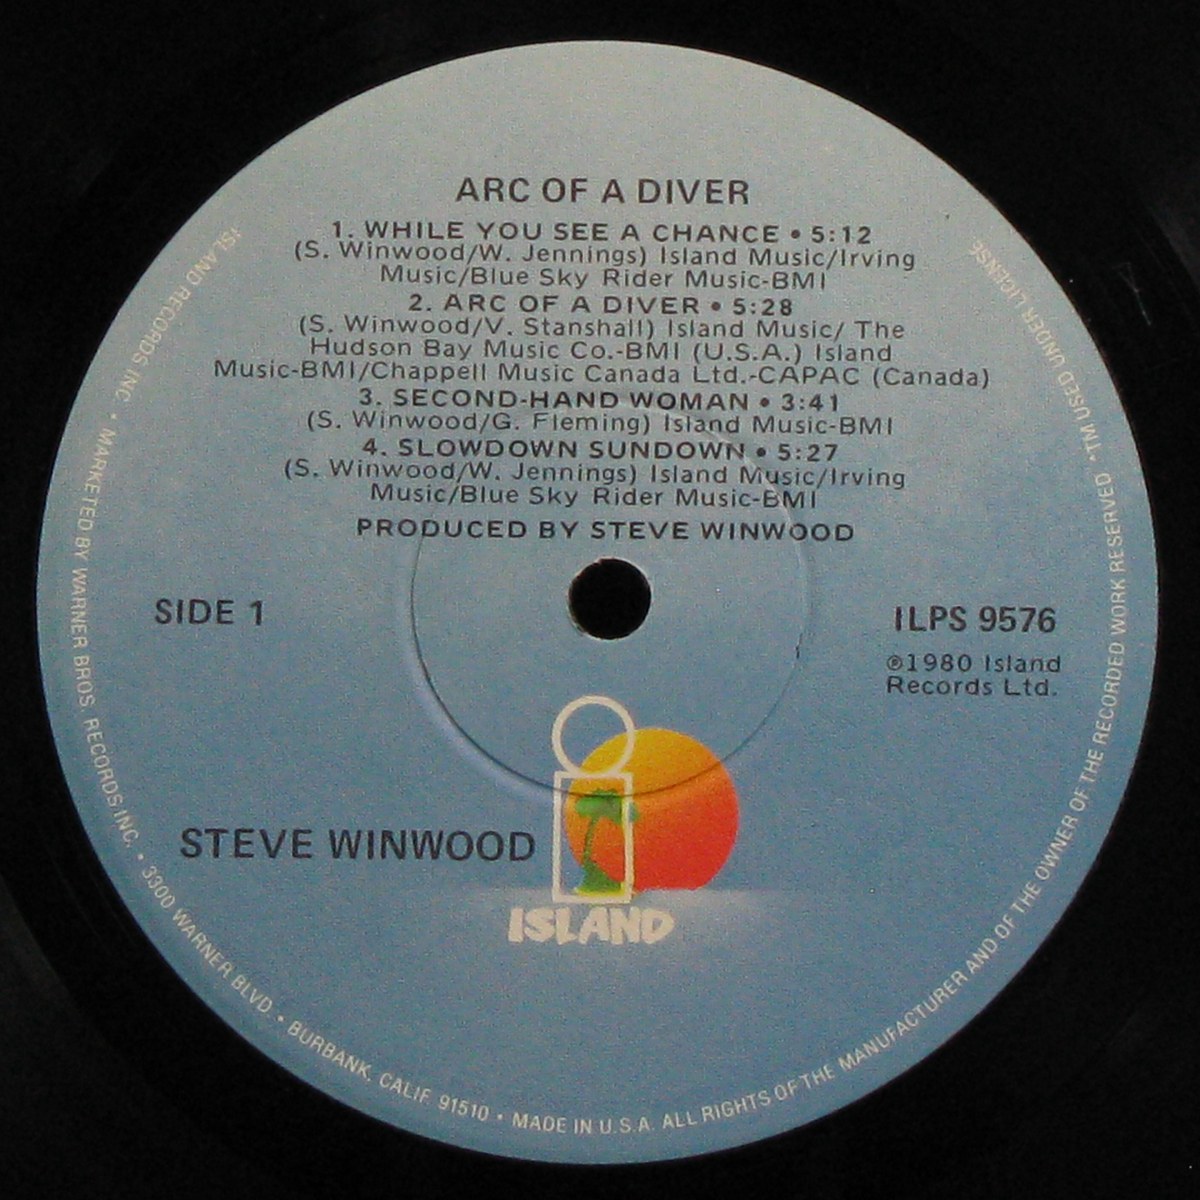 ARC OF A DIVER
1. WHILE YOU SEE A CHANCE • 5:12
(S. Winwood/W. Jennings) Island Music/Irving
Music/Blue Sky Rider Music-BMI
2. ARC OF A DIVER • 5:28
(S. Winwood/V. Stanshall) Island Music/ The
Hudson Bay Music Co.-BMI (U.S.A.) Island
Music-BMI/Chappell Music Canada Ltd.-CAPAC (Canada)
3. SECOND-HAND WOMAN • 3:41
(S. Winwood/G. Fleming) Island Music-BMI
4. SLOWDOWN SUNDOWN • 5:27
(S. Winwood/W. Jennings) Island Music/Irving
Music/Blue Sky Rider Music-BMI
PRODUCED BY STEVE WINWOOD
SIDE 1
ILPS 9576
℗1980 Island
Records Ltd.
STEVE WINWOOD
ISLAND
ISLAND RECORDS INC. • MARKETED BY WARNER BROS. RECORDS INC. • 3300 WARNER BLVD. • BURBANK, CALIF. 91510 • MADE IN U.S.A. ALL RIGHTS OF THE MANUFACTURER AND OF THE OWNER OF THE RECORDED WORK RESERVED • TM USED UNDER LICENSE